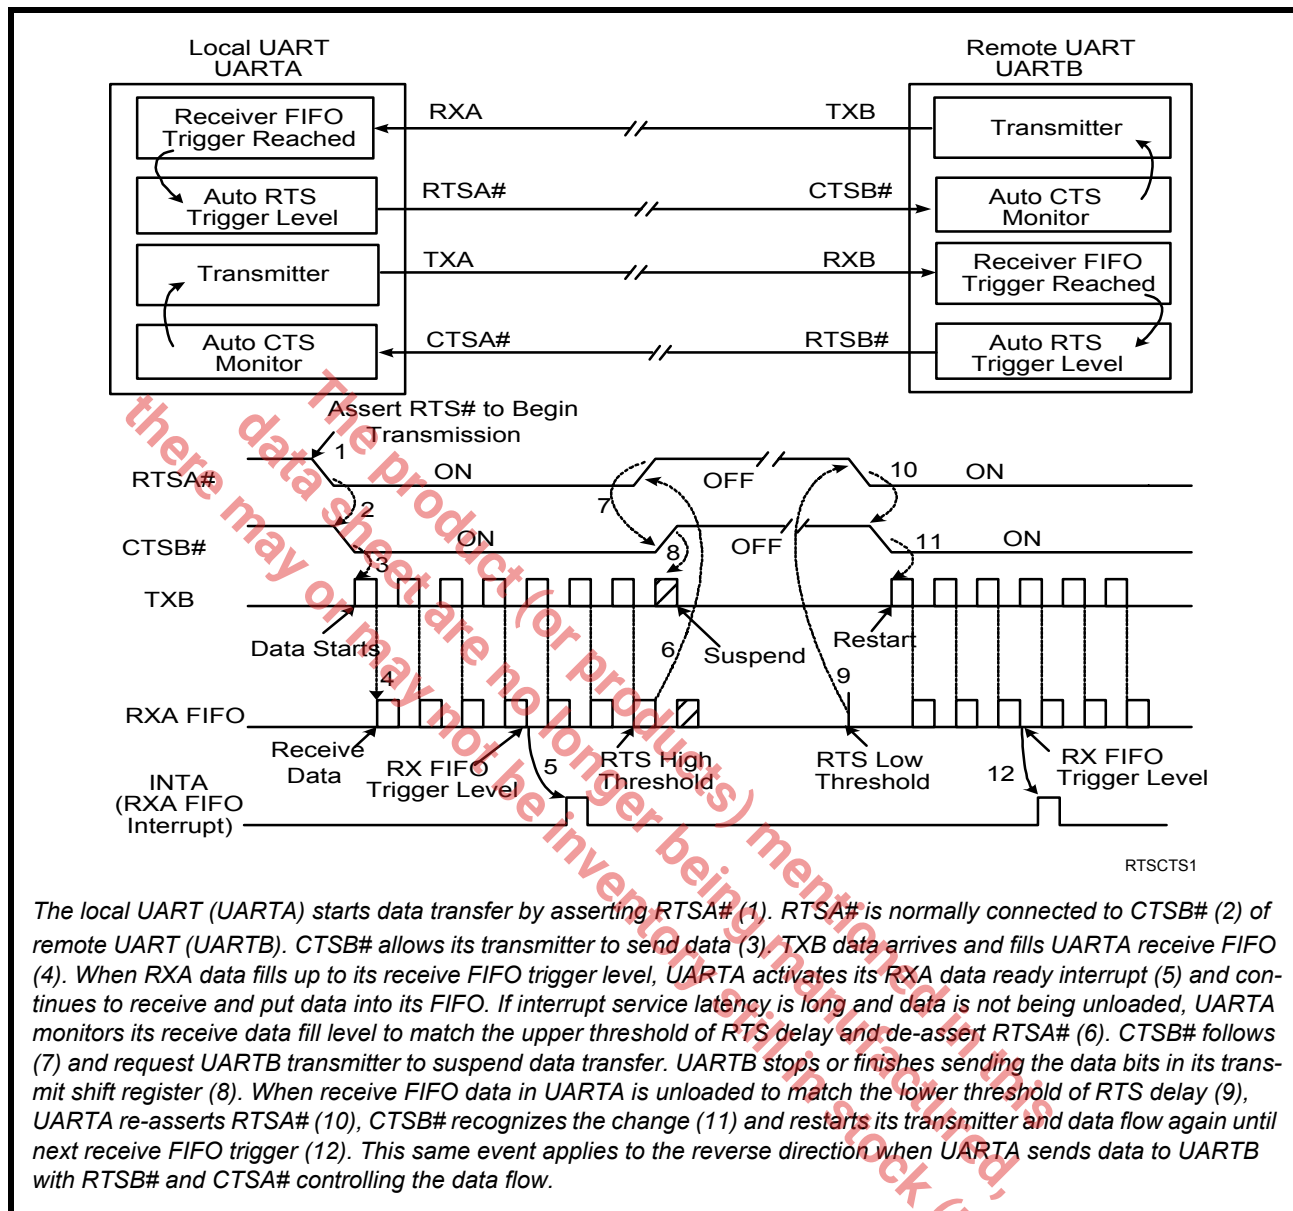 Local UART
UARTA
Remote UART
UARTB
Receiver FIFO
Trigger Reached
RXA
TXB
Transmitter
Auto RTS
Trigger Level
RTSA#
CTSB#
Auto CTS
Monitor
Transmitter
TXA
RXB
Receiver FIFO
Trigger Reached
Auto CTS
Monitor
CTSA#
RTSB#
Auto RTS
Trigger Level
Assert RTS# to Begin
Transmission
1
RTSA#
ON
7
OFF
10
ON
2
CTSB#
ON
8
OFF
11
ON
3
TXB
Data Starts
6
Suspend
Restart
4
9
RXA FIFO
Receive
Data
RX FIFO
Trigger Level
5
RTS High
Threshold
RTS Low
Threshold
12
RX FIFO
Trigger Level
INTA
(RXA FIFO
Interrupt)
RTSCTS1
The local UART (UARTA) starts data transfer by asserting RTSA# (1). RTSA# is normally connected to CTSB# (2) of
remote UART (UARTB). CTSB# allows its transmitter to send data (3). TXB data arrives and fills UARTA receive FIFO
(4). When RXA data fills up to its receive FIFO trigger level, UARTA activates its RXA data ready interrupt (5) and con-
tinues to receive and put data into its FIFO. If interrupt service latency is long and data is not being unloaded, UARTA
monitors its receive data fill level to match the upper threshold of RTS delay and de-assert RTSA# (6). CTSB# follows
(7) and request UARTB transmitter to suspend data transfer. UARTB stops or finishes sending the data bits in its trans-
mit shift register (8). When receive FIFO data in UARTA is unloaded to match the lower threshold of RTS delay (9),
UARTA re-asserts RTSA# (10), CTSB# recognizes the change (11) and restarts its transmitter and data flow again until
next receive FIFO trigger (12). This same event applies to the reverse direction when UARTA sends data to UARTB
with RTSB# and CTSA# controlling the data flow.
The product (or products) mentioned in this
data sheet are no longer being manufactured,
there may or may not be inventory still in stock (